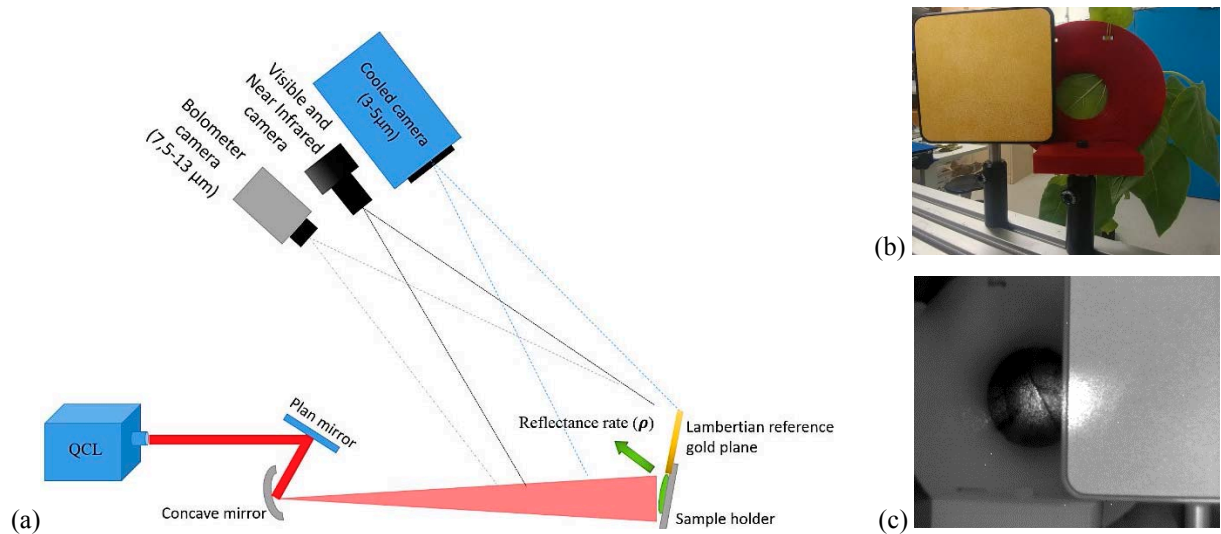 Cooled camera
(3-5μm)
Visible and
Near Infrared
camera
Bolometer
camera
(7,5-13 μm)
QCL
Plan mirror
Concave mirror
Reflectance rate (ρ)
Lambertian reference
gold plane
Sample holder
(a)
(b)
(c)